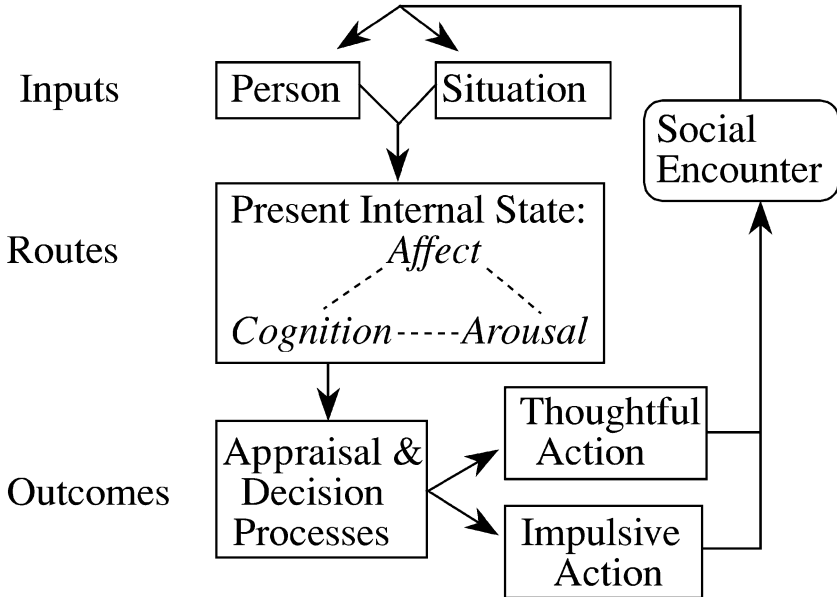 Inputs
Person
Situation
Social
Encounter
Routes
Present Internal State:
Affect
Cognition
Arousal
Outcomes
Appraisal &
Decision
Processes
Thoughtful
Action
Impulsive
Action